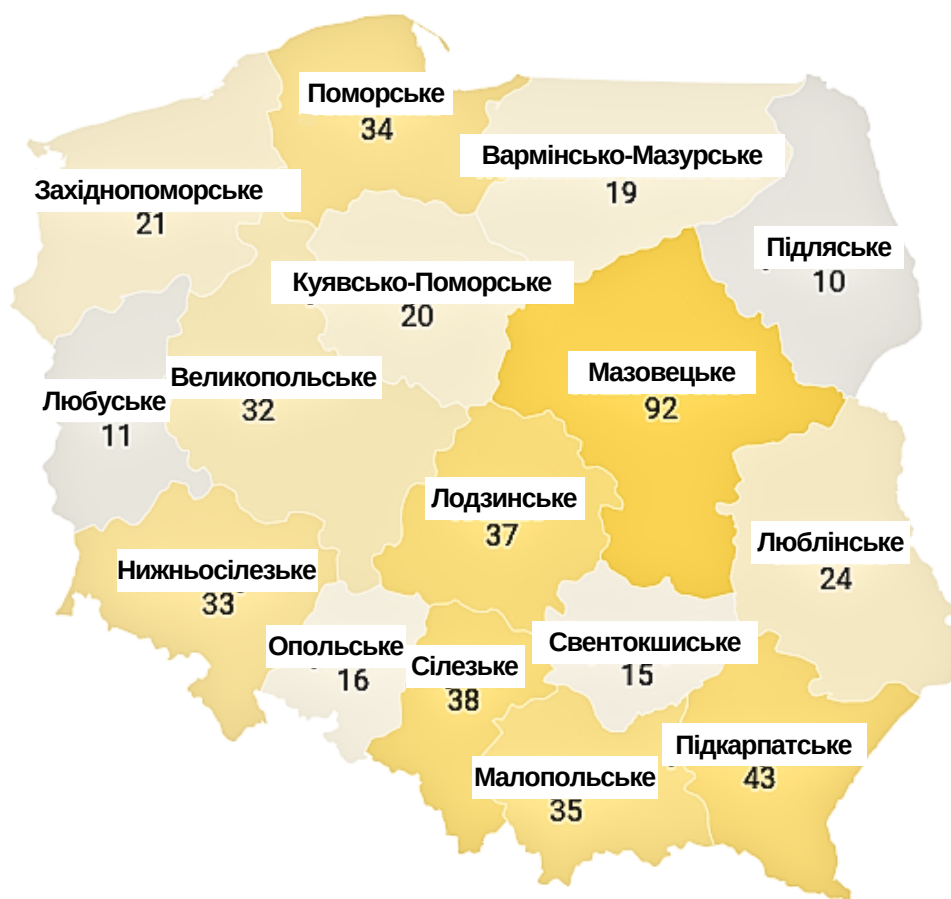 Поморське
34
Вармінсько-Мазурське
19
Західнопоморське
21
Підляське
10
Куявсько-Поморське
20
Мазовецьке
92
Великопольське
32
Любуське
11
Лодзинське
37
Люблінське
24
Нижньосілезьке
33
Опольське
16
Сілезьке
38
Свентокшиське
15
Підкарпатське
43
Малопольське
35